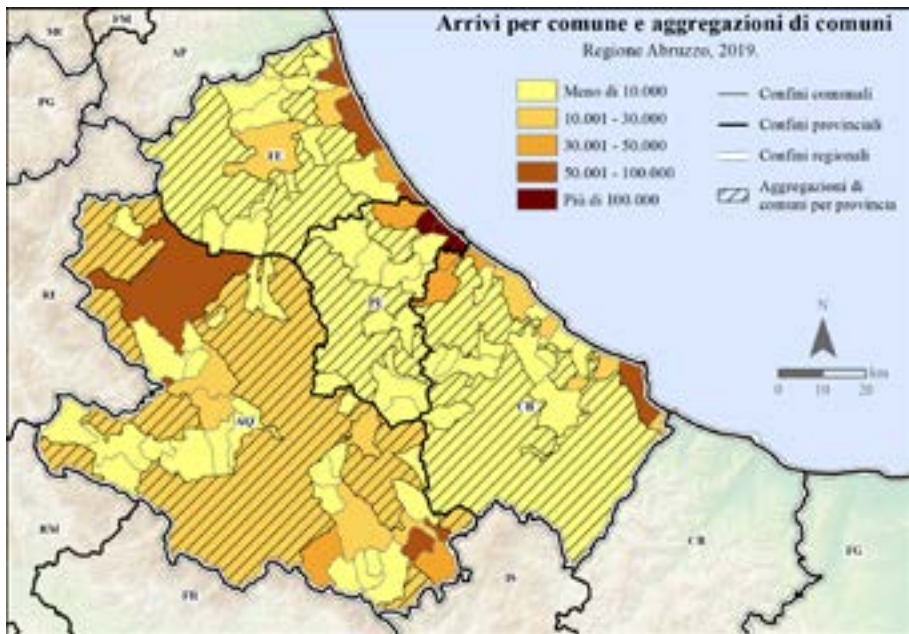 Arrivi per comune e aggregazioni di comuni
Regione Abruzzo, 2019.
Meno di 10.000
10.001 - 30.000
30.001 - 50.000
50.001 - 100.000
Più di 100.000
Confini comunali
Confini provinciali
Confini regionali
Aggregazioni di
comuni per provincia
FM
AP
PG
TE
RI
PE
AQ
CH
RM
FR
IS
CB
FG
N
km
0 10 20